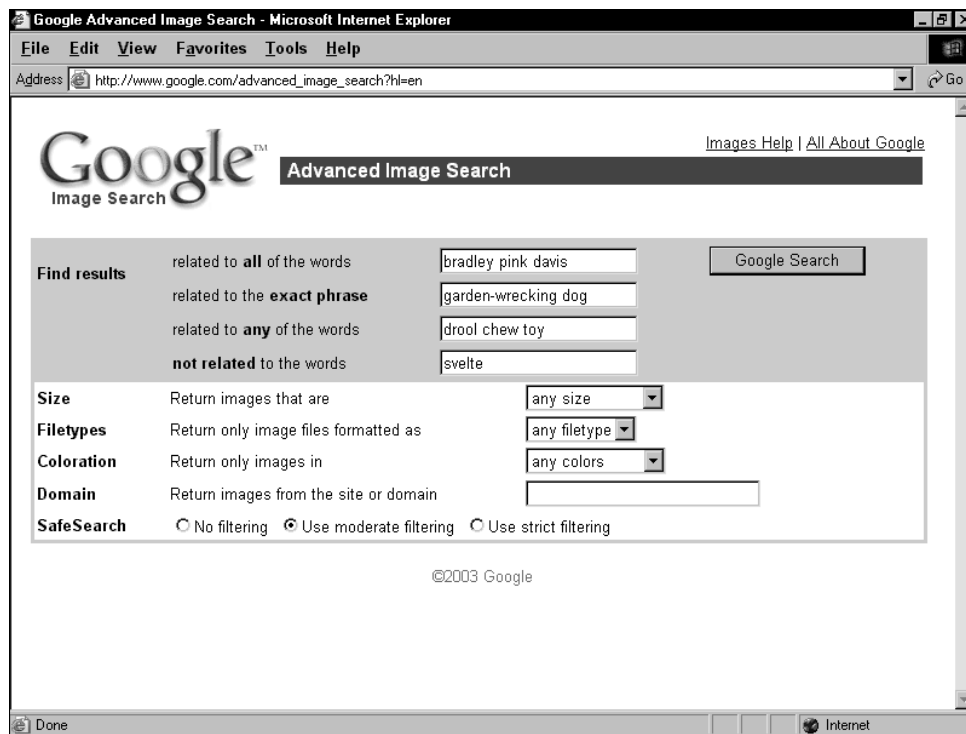 Google Advanced Image Search - Microsoft Internet Explorer
File Edit View Favorites Tools Help
Address http://www.google.com/advanced_image_search?hl=en Go
Images Help | All About Google
Google™
Advanced Image Search
Image Search
Find results related to all of the words bradley pink davis Google Search
related to the exact phrase garden-wrecking dog
related to any of the words drool chew toy
not related to the words svelte
Size Return images that are any size
Filetypes Return only image files formatted as any filetype
Coloration Return only images in any colors
Domain Return images from the site or domain
SafeSearch No filtering Use moderate filtering Use strict filtering
©2003 Google
Done Internet